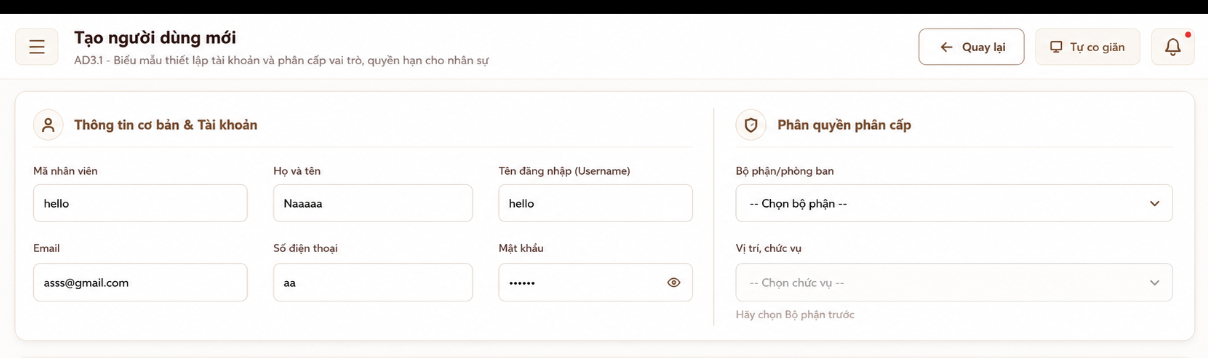 Tạo người dùng mới
AD3.1 - Biểu mẫu thiết lập tài khoản và phân cấp vai trò, quyền hạn cho nhân sự
Quay lại
Tự co giãn
Thông tin cơ bản & Tài khoản
Mã nhân viên
Họ và tên
Tên đăng nhập (Username)
hello
Naaaaa
hello
Email
Số điện thoại
Mật khẩu
asss@gmail.com
aa
••••••
Phân quyền phân cấp
Bộ phận/phòng ban
-- Chọn bộ phận --
Vị trí, chức vụ
-- Chọn chức vụ --
Hãy chọn Bộ phận trước